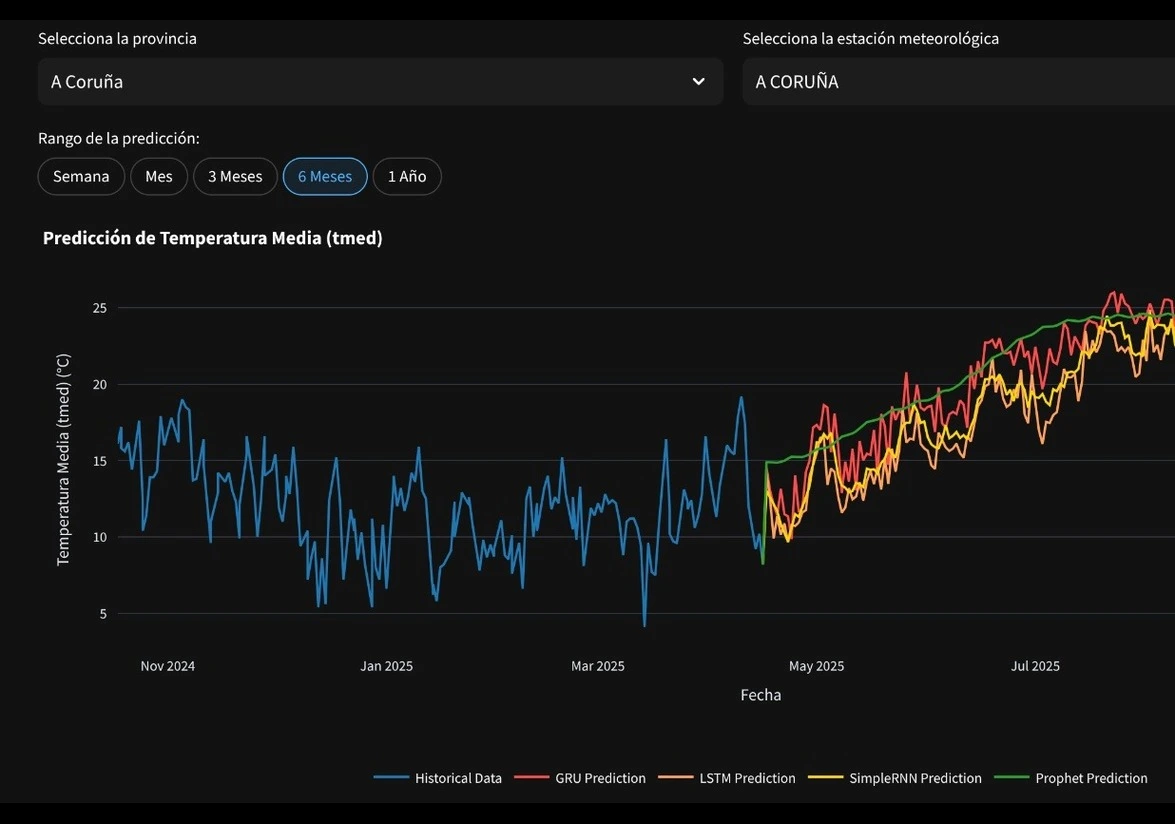 Selecciona la provincia
Selecciona la estación meteorológica
A Coruña
A CORUÑA
Rango de la predicción:
Semana
Mes
3 Meses
6 Meses
1 Año
Predicción de Temperatura Media (tmed)
Temperatura Media (tmed) (°C)
25
20
15
10
5
Nov 2024
Jan 2025
Mar 2025
May 2025
Jul 2025
Fecha
Historical Data
GRU Prediction
LSTM Prediction
SimpleRNN Prediction
Prophet Prediction